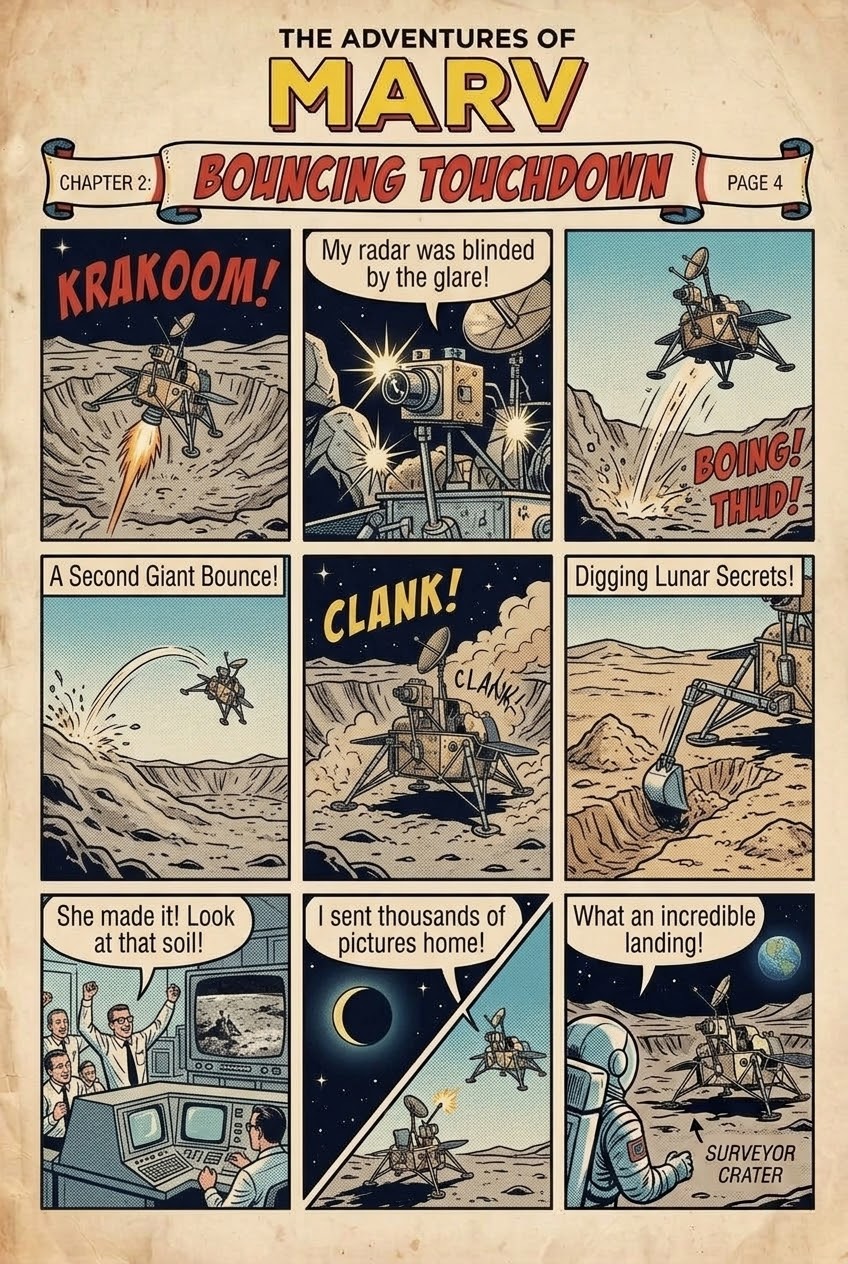 THE ADVENTURES OF
MARV
CHAPTER 2:
BOUNCING TOUCHDOWN
PAGE 4
KRAKOOM!
My radar was blinded
by the glare!
BOING!
THUD!
A Second Giant Bounce!
CLANK!
CLANK!
Digging Lunar Secrets!
She made it! Look
at that soil!
I sent thousands of
pictures home!
What an incredible
landing!
SURVEYOR
CRATER